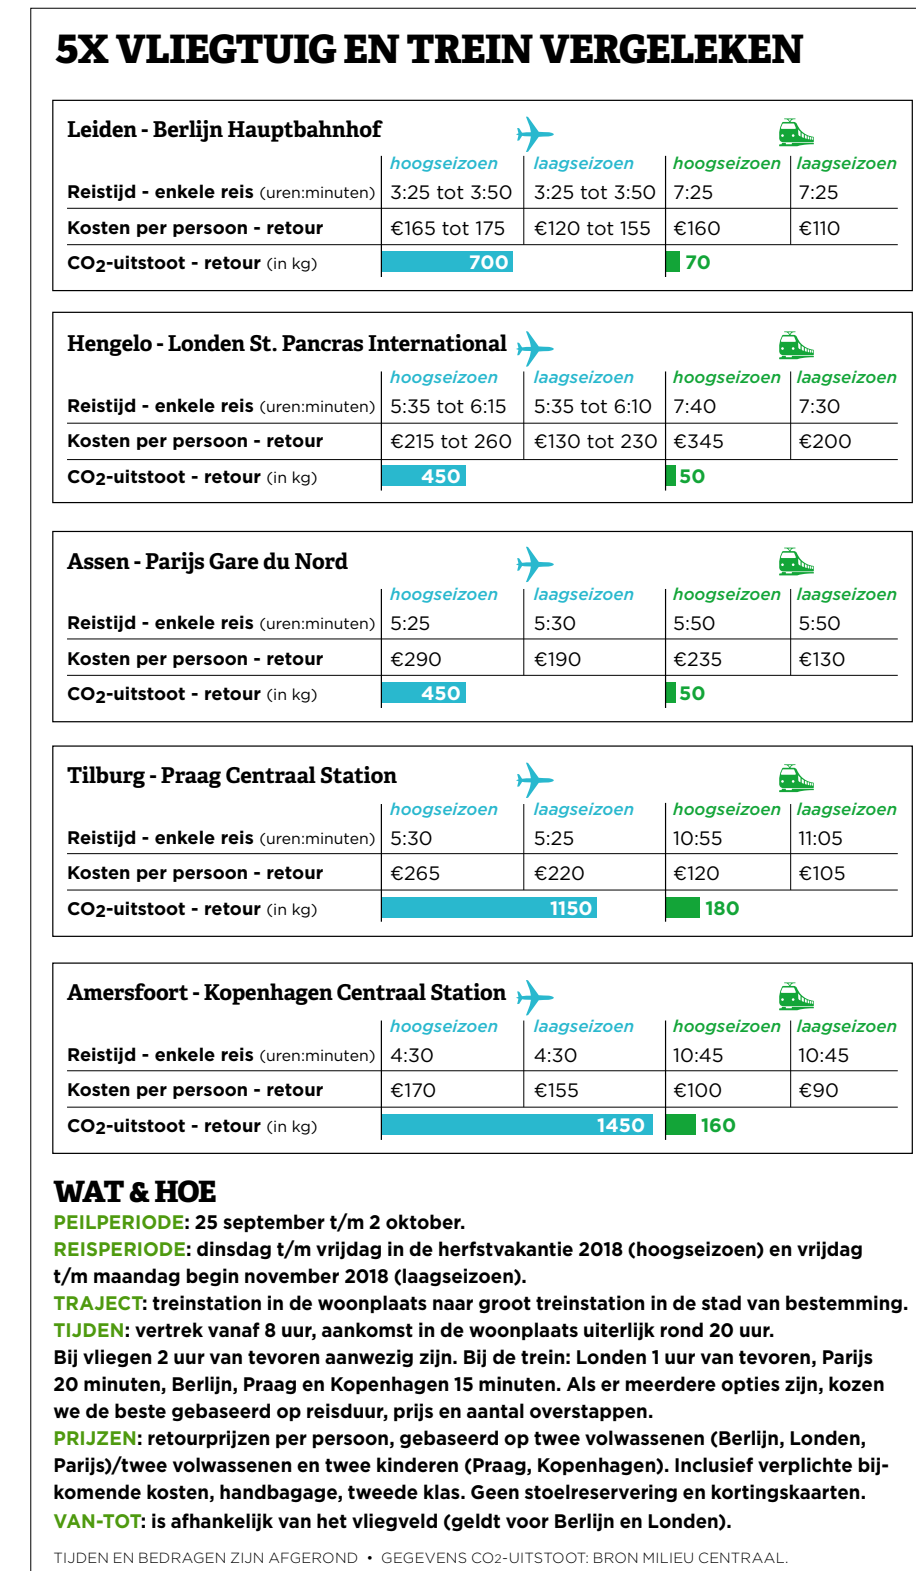 5X VLIEGTUIG EN TREIN VERGELEKEN
Leiden - Berlijn Hauptbahnhof
hoogseizoen laagseizoen hoogseizoen laagseizoen
Reistijd - enkele reis (uren:minuten) 3:25 tot 3:50 3:25 tot 3:50 7:25 7:25
Kosten per persoon - retour €165 tot 175 €120 tot 155 €160 €110
CO2-uitstoot - retour (in kg) 700 70
Hengelo - Londen St. Pancras International
hoogseizoen laagseizoen hoogseizoen laagseizoen
Reistijd - enkele reis (uren:minuten) 5:35 tot 6:15 5:35 tot 6:10 7:40 7:30
Kosten per persoon - retour €215 tot 260 €130 tot 230 €345 €200
CO2-uitstoot - retour (in kg) 450 50
Assen - Parijs Gare du Nord
hoogseizoen laagseizoen hoogseizoen laagseizoen
Reistijd - enkele reis (uren:minuten) 5:25 5:30 5:50 5:50
Kosten per persoon - retour €290 €190 €235 €130
CO2-uitstoot - retour (in kg) 450 50
Tilburg - Praag Centraal Station
hoogseizoen laagseizoen hoogseizoen laagseizoen
Reistijd - enkele reis (uren:minuten) 5:30 5:25 10:55 11:05
Kosten per persoon - retour €265 €220 €120 €105
CO2-uitstoot - retour (in kg) 1150 180
Amersfoort - Kopenhagen Centraal Station
hoogseizoen laagseizoen hoogseizoen laagseizoen
Reistijd - enkele reis (uren:minuten) 4:30 4:30 10:45 10:45
Kosten per persoon - retour €170 €155 €100 €90
CO2-uitstoot - retour (in kg) 1450 160
WAT & HOE
PEILPERIODE: 25 september t/m 2 oktober.
REISPERIODE: dinsdag t/m vrijdag in de herfstvakantie 2018 (hoogseizoen) en vrijdag
t/m maandag begin november 2018 (laagseizoen).
TRAJECT: treinstation in de woonplaats naar groot treinstation in de stad van bestemming.
TIJDEN: vertrek vanaf 8 uur, aankomst in de woonplaats uiterlijk rond 20 uur.
Bij vliegen 2 uur van tevoren aanwezig zijn. Bij de trein: Londen 1 uur van tevoren, Parijs
20 minuten, Berlijn, Praag en Kopenhagen 15 minuten. Als er meerdere opties zijn, kozen
we de beste gebaseerd op reisduur, prijs en aantal overstappen.
PRIJZEN: retourprijzen per persoon, gebaseerd op twee volwassenen (Berlijn, Londen,
Parijs)/twee volwassenen en twee kinderen (Praag, Kopenhagen). Inclusief verplichte bij-
komende kosten, handbagage, tweede klas. Geen stoelreservering en kortingskaarten.
VAN-TOT: is afhankelijk van het vliegveld (geldt voor Berlijn en Londen).
TIJDEN EN BEDRAGEN ZIJN AFGEROND • GEGEVENS CO2-UITSTOOT: BRON MILIEU CENTRAAL.